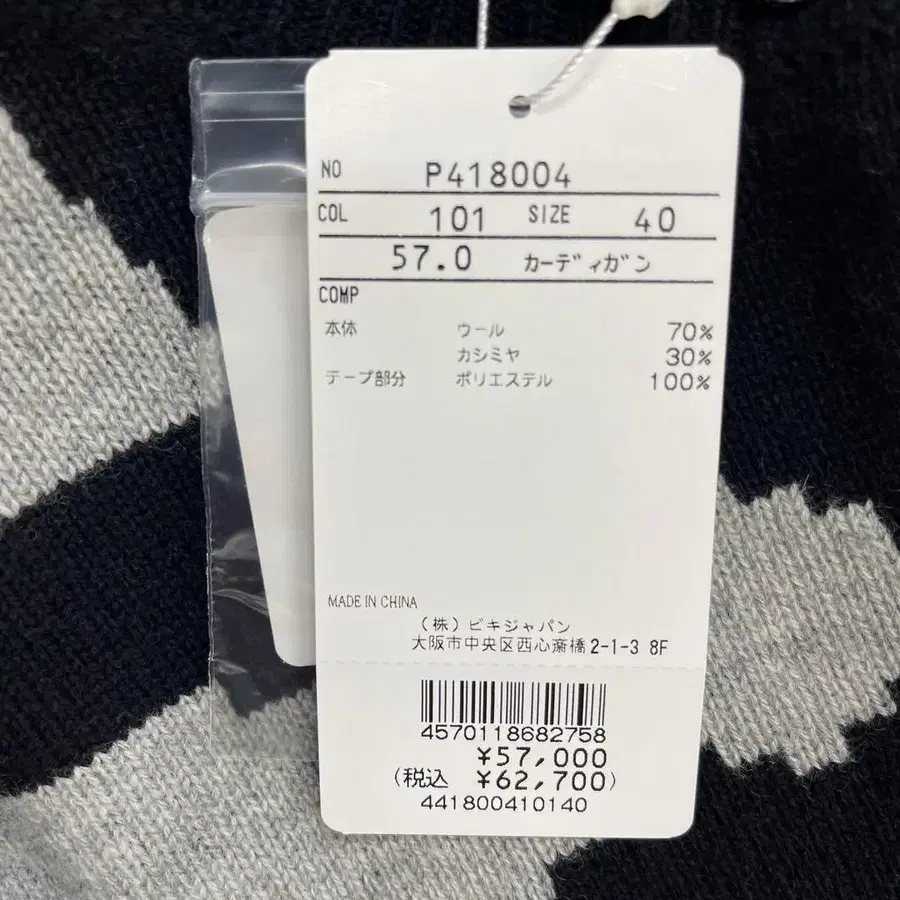 NO P418004
COL 101 SIZE 40
57.0 カーディガン
COMP
本体 ウール 70%
カシミヤ 30%
テープ部分 ポリエステル 100%
MADE IN CHINA
(株)ビキジャパン
大阪市中央区西心斎橋2-1-3 8F
4570118682758
¥57,000
(税込 ¥62,700)
441800410140